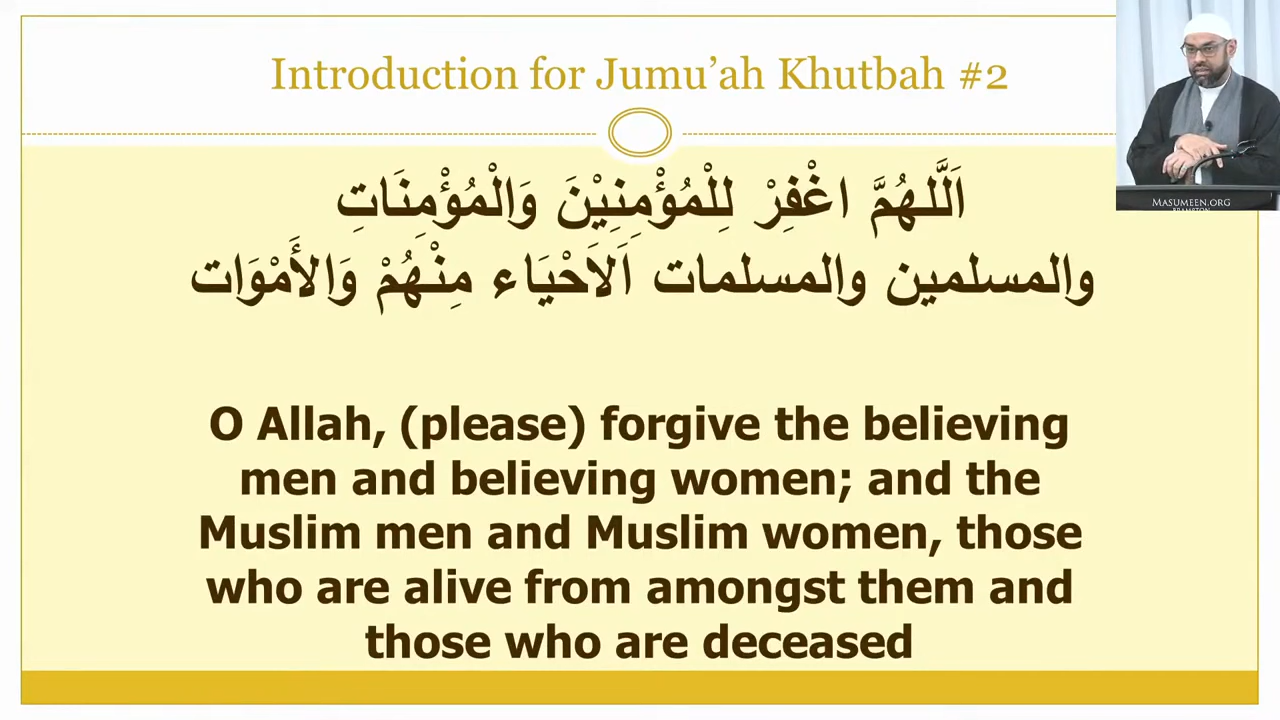 Introduction for Jumu’ah Khutbah #2
اَلَّلهُمَّ اغْفِرْ لِلْمُؤْمِنِيْنَ وَالْمُؤْمِنَاتِ
والمسلمين والمسلمات اَلاَحْيَاء مِنْهُمْ وَالأَمْوَات
O Allah, (please) forgive the believing
men and believing women; and the
Muslim men and Muslim women, those
who are alive from amongst them and
those who are deceased
MASUMEEN.ORG
BRAMPTON